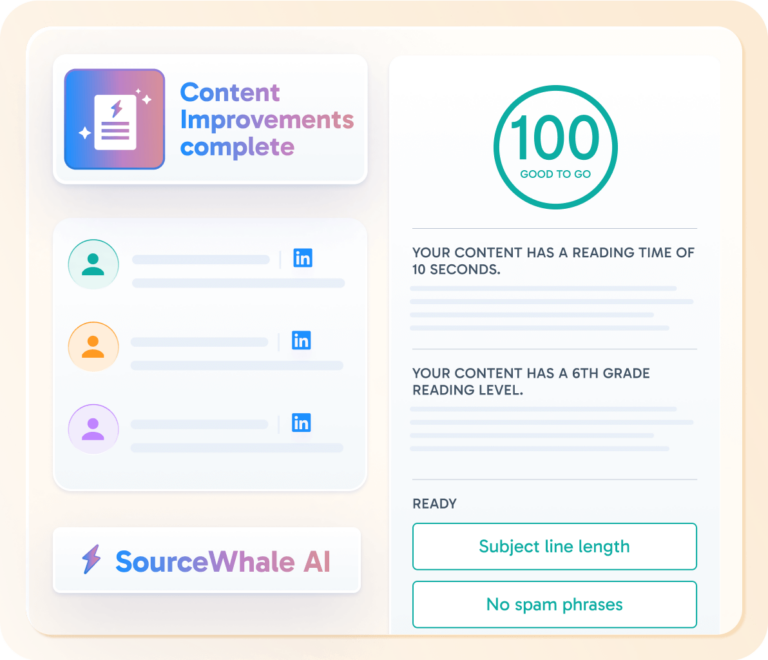 Content
Improvements
complete
in
in
in
SourceWhale AI
100
GOOD TO GO
YOUR CONTENT HAS A READING TIME OF
10 SECONDS.
YOUR CONTENT HAS A 6TH GRADE
READING LEVEL.
READY
Subject line length
No spam phrases